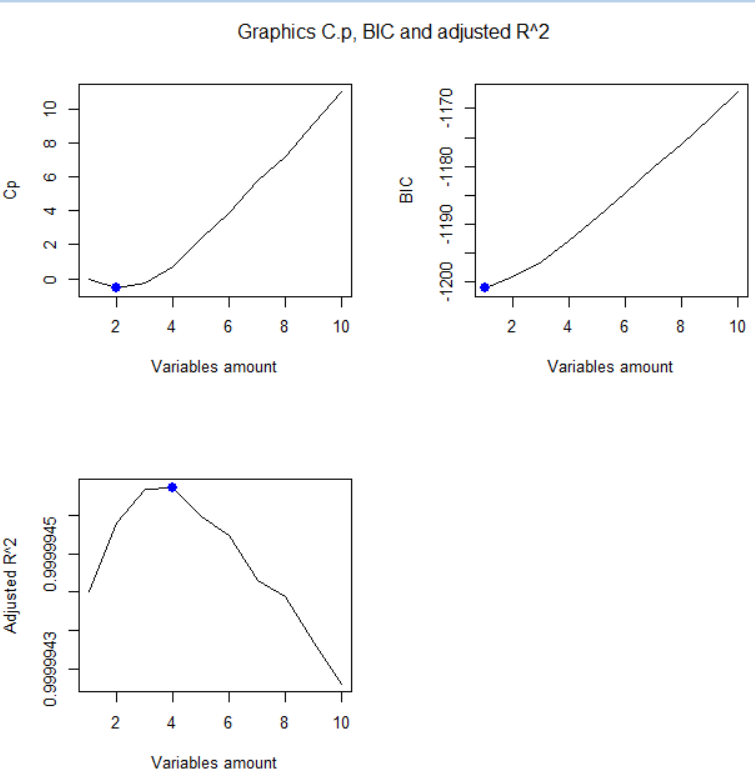 Graphics C.p, BIC and adjusted R^2
Cp
0 2 4 6 8 10
2 4 6 8 10
Variables amount
BIC
-1200 -1190 -1180 -1170
2 4 6 8 10
Variables amount
Adjusted R^2
0.9999943 0.9999945
2 4 6 8 10
Variables amount